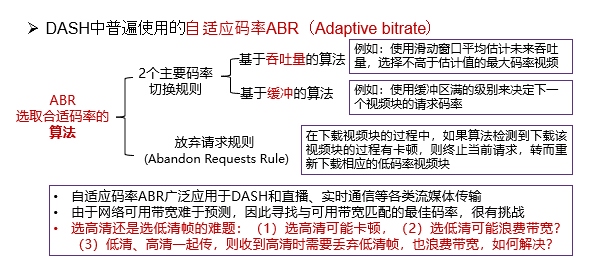 ➢ DASH中普遍使用的自适应码率ABR（Adaptive bitrate）
ABR
选取合适码率的
算法
2个主要码率
切换规则
基于吞吐量的算法
例如：使用滑动窗口平均估计未来吞吐
量，选择不高于估计值的最大码率视频
基于缓冲的算法
例如：使用缓冲区满的级别来决定下一
个视频块的请求码率
放弃请求规则
(Abandon Requests Rule)
在下载视频块的过程中，如果算法检测到下载该
视频块的过程有卡顿，则终止当前请求，转而重
新下载相应的低码率视频块
• 自适应码率ABR广泛应用于DASH和直播、实时通信等各类流媒体传输
• 由于网络可用带宽难于预测，因此寻找与可用带宽匹配的最佳码率，很有挑战
• 选高清还是选低清帧的难题：（1）选高清可能卡顿，（2）选低清可能浪费带宽？
（3）低清、高清一起传，则收到高清时需要丢弃低清帧，也浪费带宽，如何解决？